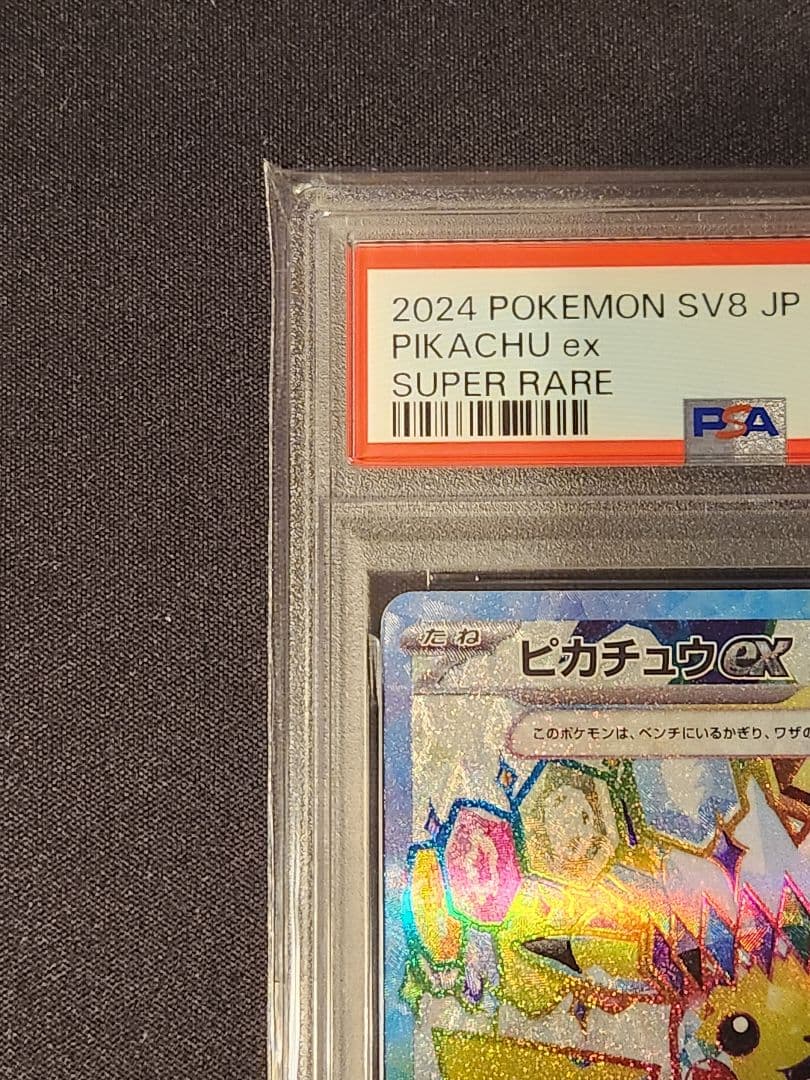 2024 POKEMON SV8 JP
PIKACHU ex
SUPER RARE
PSA
たね
ピカチュウex
このポケモンは、ベンチにいるかぎり、ワザの